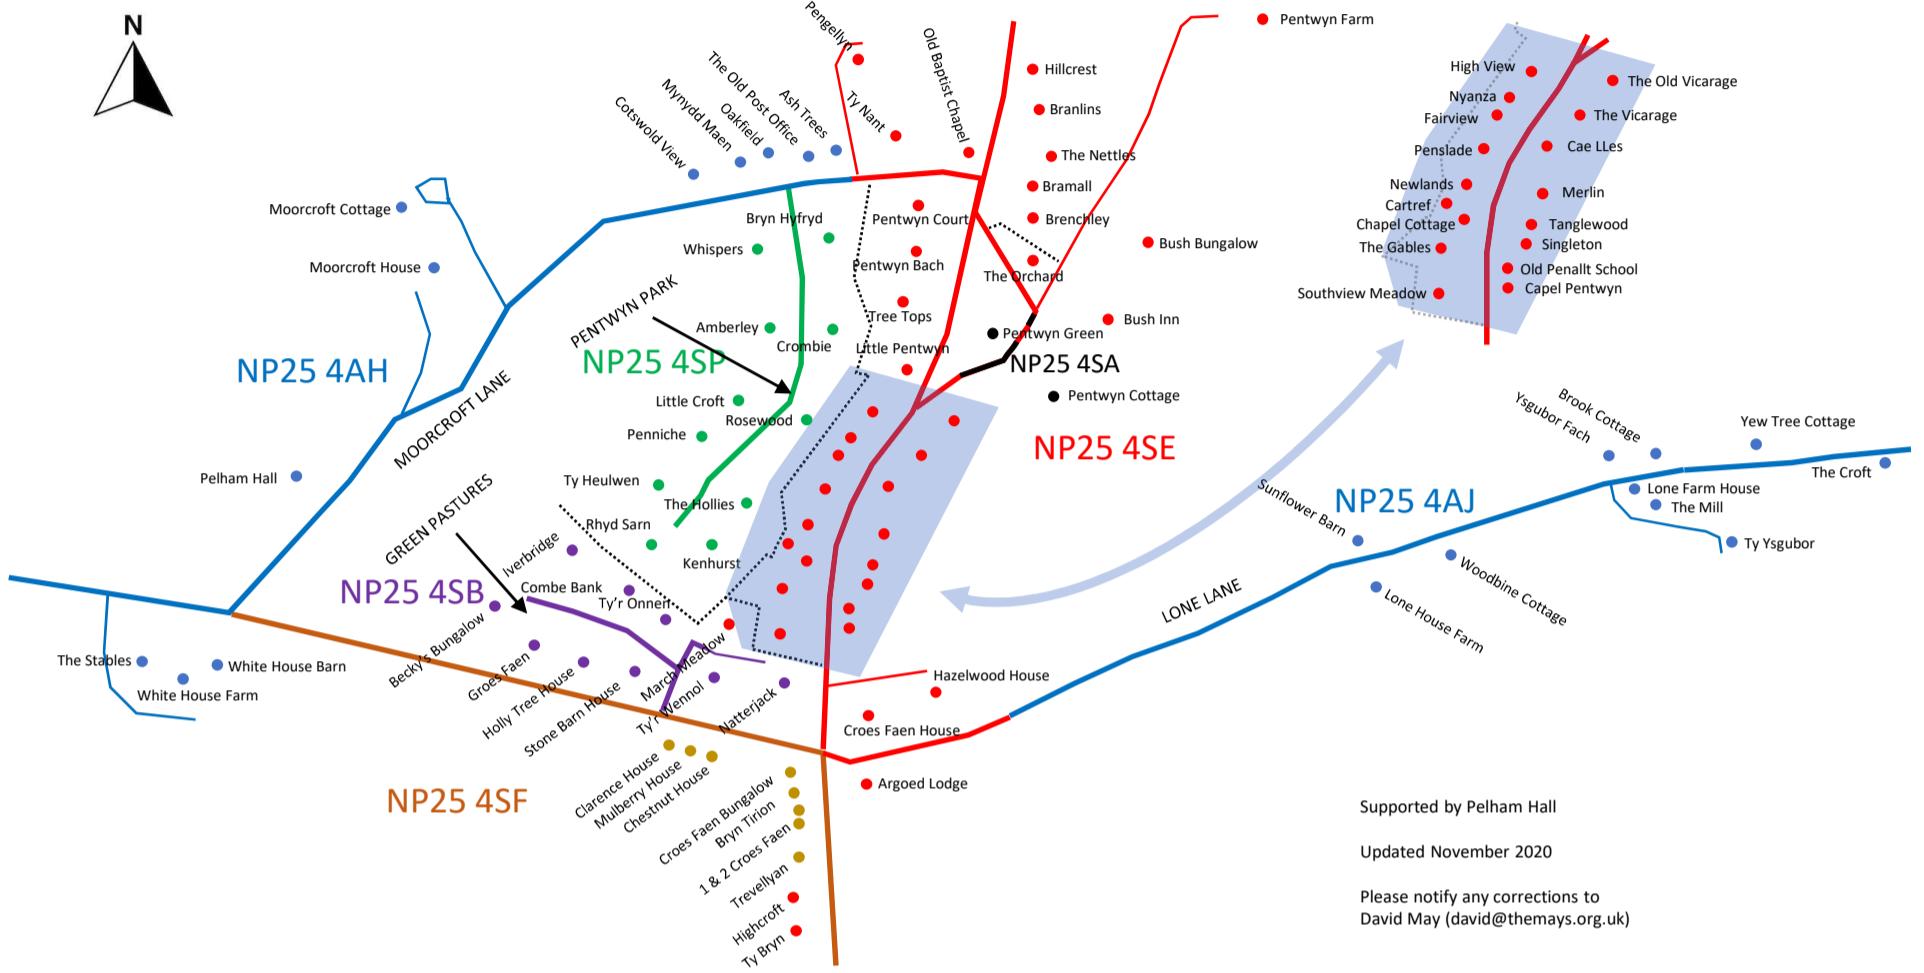 N
Pengellyn
Old Baptist Chapel
Pentwyn Farm
Hillcrest
The Old Post Office
Ash Trees
Mynydd Maen
Oakfield
Cotswold View
Ty Nant
Branlins
The Nettles
Bramall
Brenchley
High View
The Old Vicarage
Nyanza
Fairview
The Vicarage
Penslade
Cae LLes
Newlands
Merlin
Cartref
Chapel Cottage
Tanglewood
The Gables
Singleton
Old Penallt School
Southview Meadow
Capel Pentwyn
Moorcroft Cottage
Moorcroft House
Bryn Hyfryd
Whispers
Pentwyn Court
Pentwyn Bach
The Orchard
Bush Bungalow
PENTWYN PARK
Amberley
Crombie
Tree Tops
Little Pentwyn
Pentwyn Green
Bush Inn
NP25 4AH
NP25 4SP
NP25 4SA
MOORCROFT LANE
Little Croft
Rosewood
Penniche
Pentwyn Cottage
NP25 4SE
Pelham Hall
Ty Heulwen
The Hollies
Rhyd Sarn
Kenhurst
GREEN PASTURES
Iverbridge
NP25 4SB
Combe Bank
Ty'r Onnen
Becky's Bungalow
Groes Faen
Holly Tree House
Stone Barn House
March Meadow
Ty'r Wennol
Natterjack
Brook Cottage
Ysgubor Fach
Yew Tree Cottage
The Croft
NP25 4AJ
Sunflower Barn
Lone Farm House
The Mill
Ty Ysgubor
Woodbine Cottage
Lone House Farm
LONE LANE
The Stables
White House Barn
White House Farm
Hazelwood House
Croes Faen House
Argoed Lodge
NP25 4SF
Clarence House
Mulberry House
Chestnut House
Croes Faen Bungalow
Bryn Tirion
1 & 2 Croes Faen
Trevellyan
Highcroft
Ty Bryn
Supported by Pelham Hall
Updated November 2020
Please notify any corrections to
David May (david@themays.org.uk)